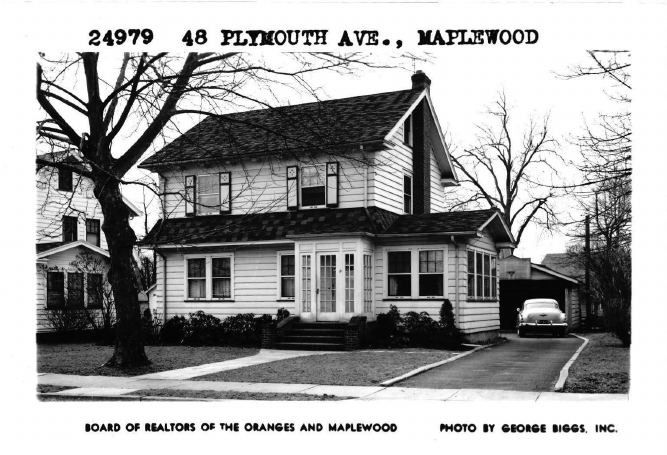 24979 48 PLYMOUTH AVE., MAPLEWOOD
BOARD OF REALTORS OF THE ORANGES AND MAPLEWOOD PHOTO BY GEORGE BIGGS, INC.